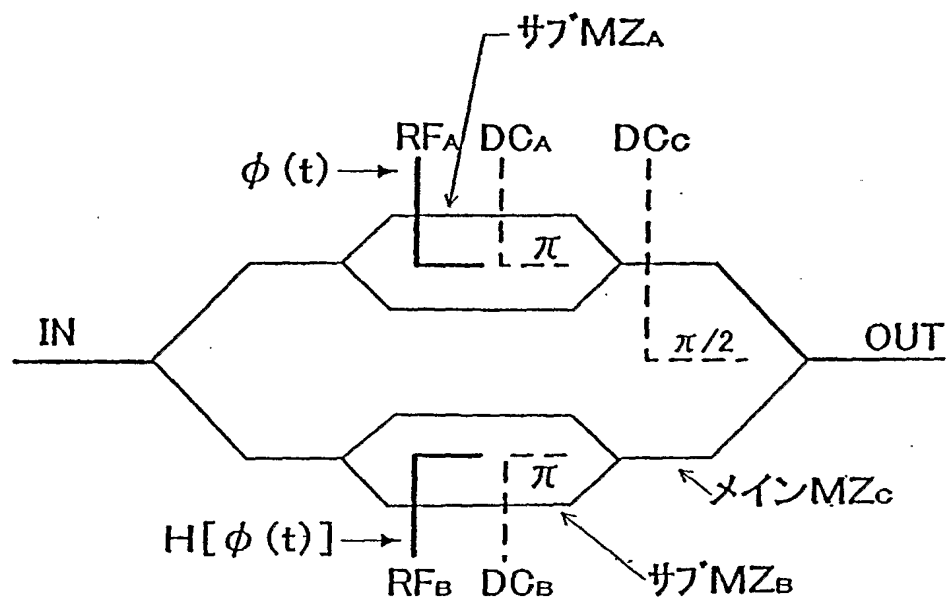 サブMZA
RFA DCA DCC
φ(t)
π
IN
π/2
OUT
π
メインMZC
H[φ(t)]
RFB DCB
サブMZB